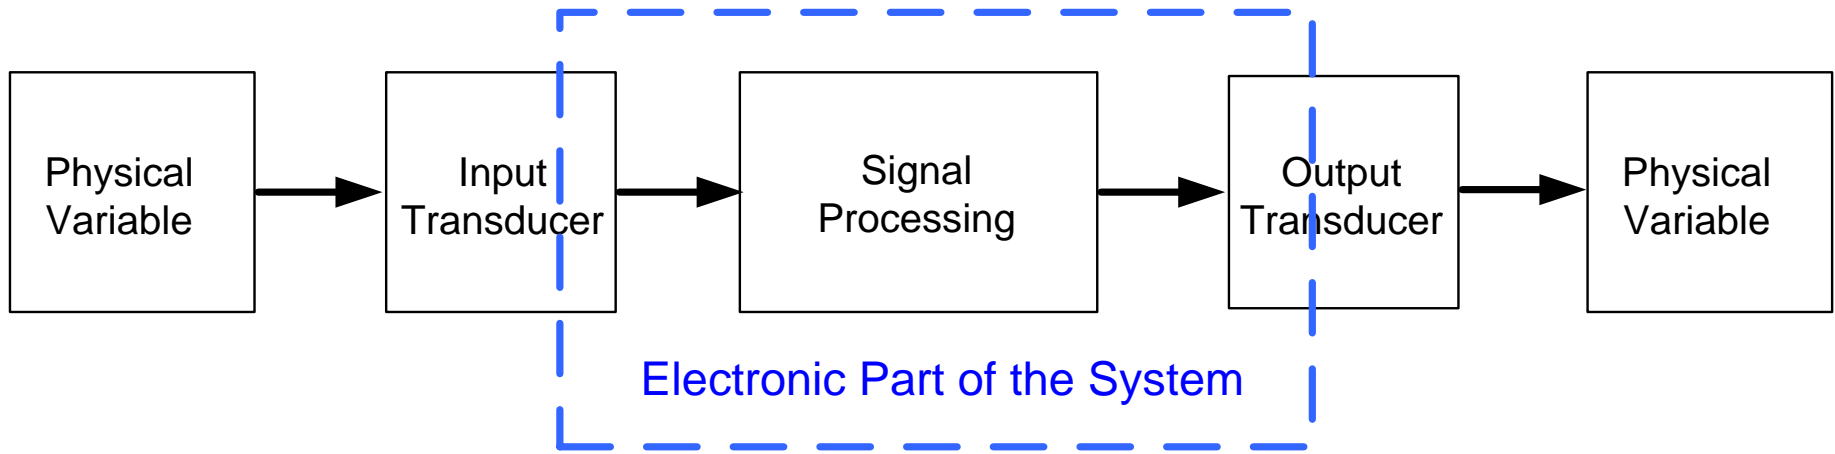 Physical
Variable
Input
Transducer
Signal
Processing
Output
Transducer
Physical
Variable
Electronic Part of the System